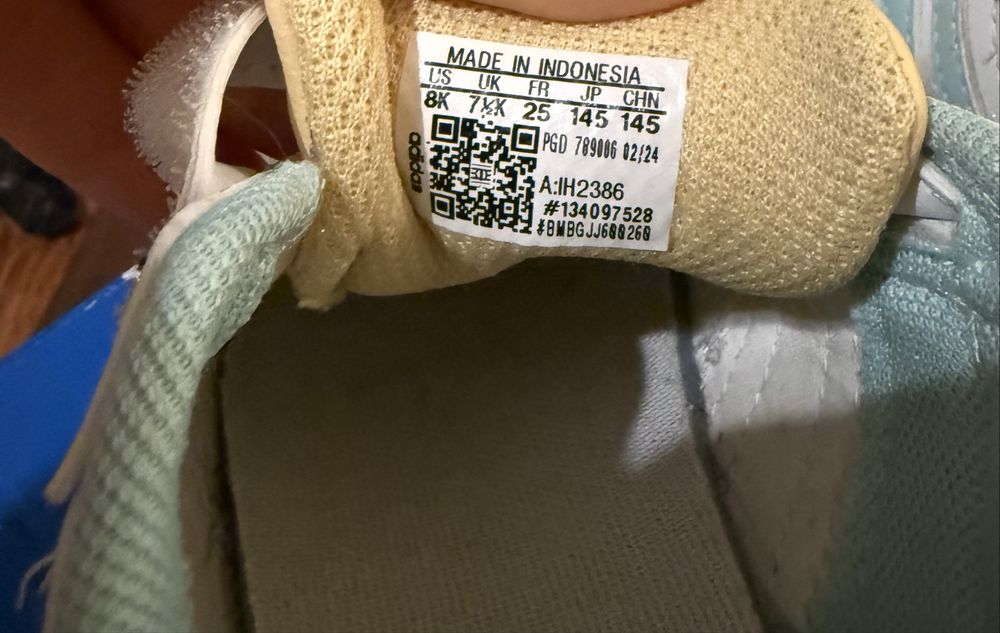 MADE IN INDONESIA
US UK FR JP CHN
8K 7½K 25 145 145
adidas
PGD 789006 02/24
A:IH2386
#134097528
#BMBGJJ600260